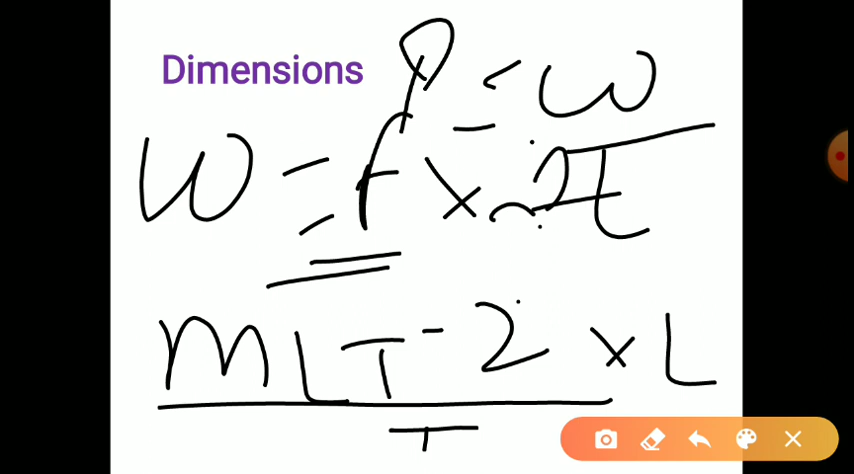 Dimensions
P = W
t
W = f × r
MLT⁻² × L
T